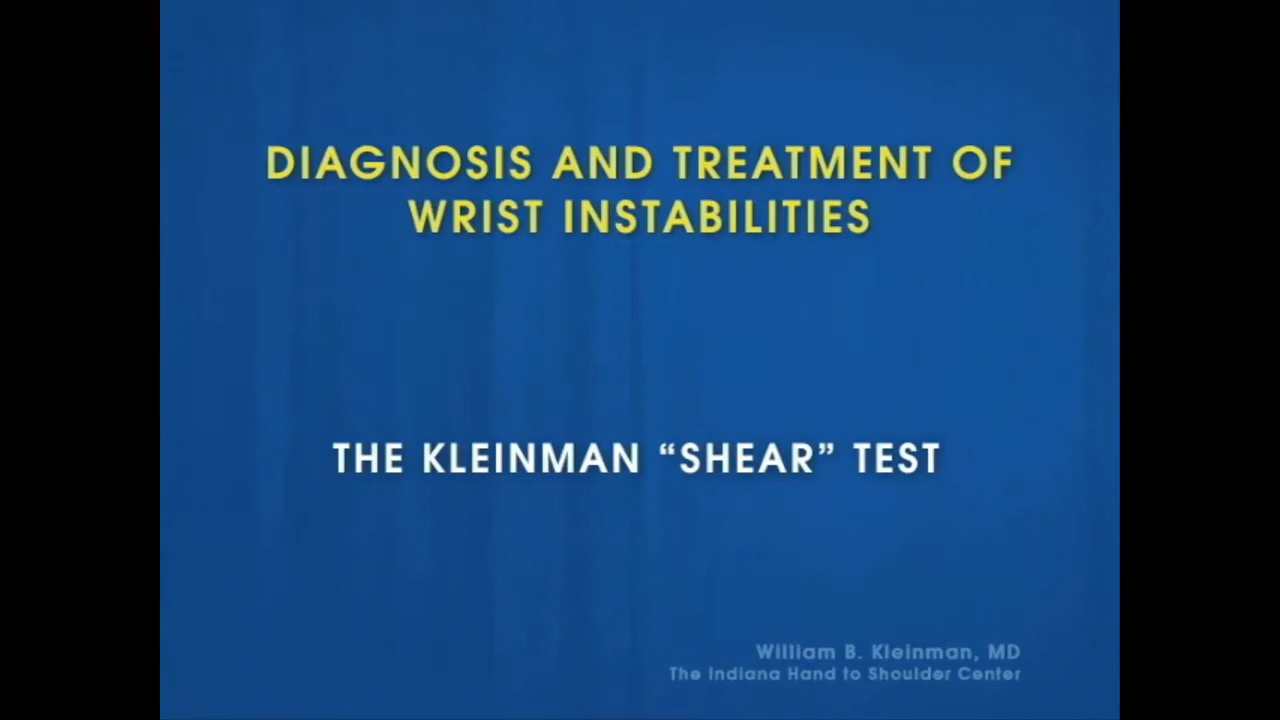 DIAGNOSIS AND TREATMENT OF
WRIST INSTABILITIES
THE KLEINMAN “SHEAR” TEST
William B. Kleinman, MD
The Indiana Hand to Shoulder Center